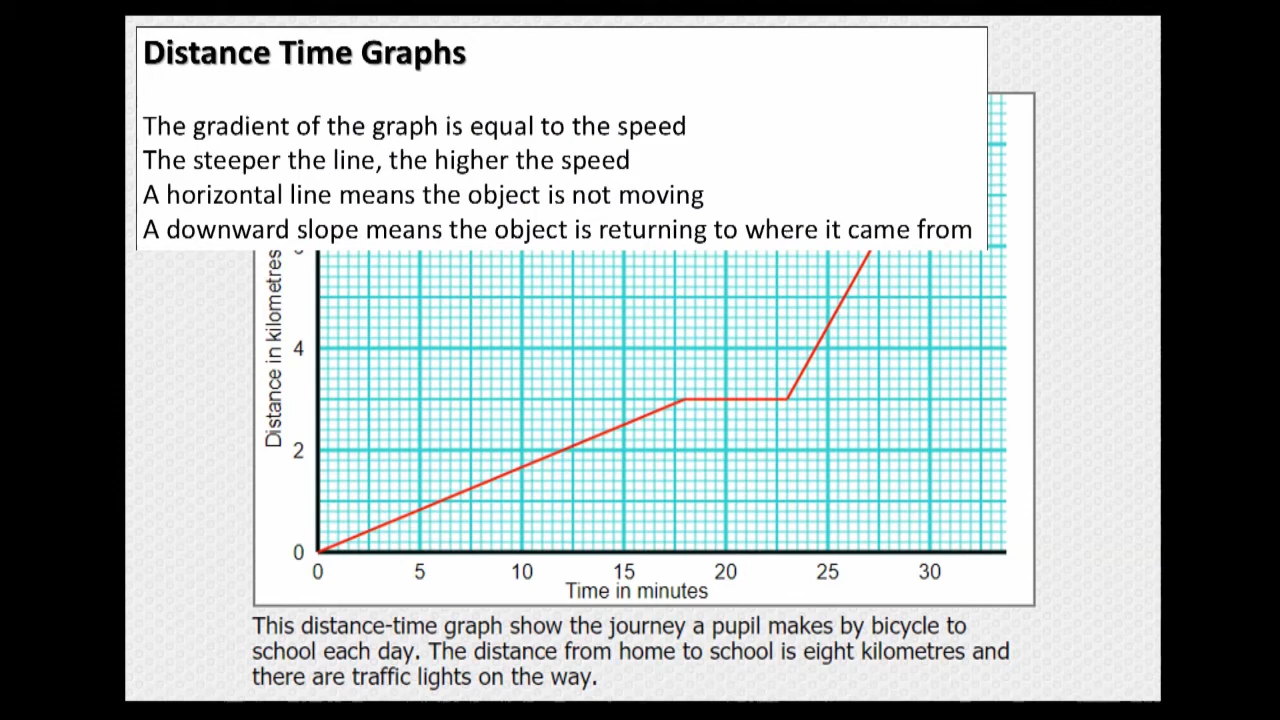 Distance Time Graphs
The gradient of the graph is equal to the speed
The steeper the line, the higher the speed
A horizontal line means the object is not moving
A downward slope means the object is returning to where it came from
Distance in kilometres
4
2
0
0 5 10 15 20 25 30
Time in minutes
This distance-time graph show the journey a pupil makes by bicycle to
school each day. The distance from home to school is eight kilometres and
there are traffic lights on the way.